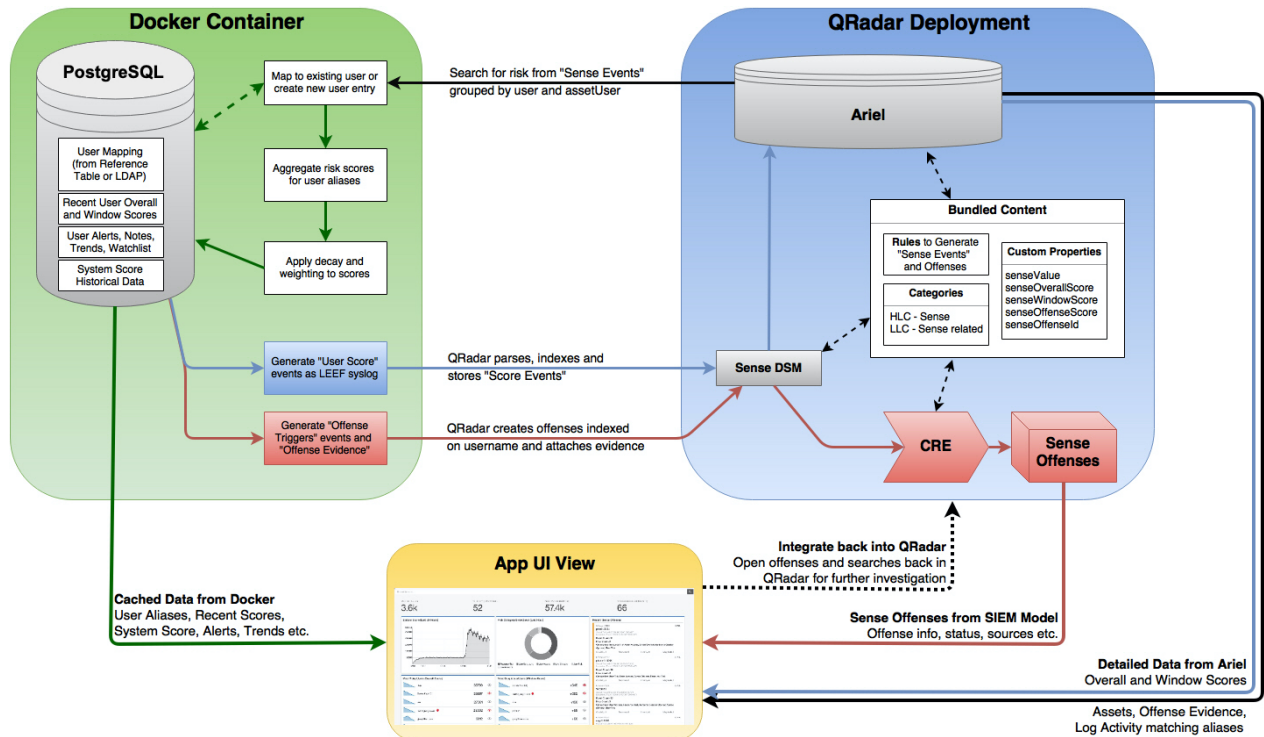 Docker Container
QRadar Deployment
PostgreSQL
User Mapping
(from Reference
Table or LDAP)
Recent User Overall
and Window Scores
User Alerts, Notes,
Trends, Watchlist
System Score
Historical Data
Map to existing user or
create new user entry
Aggregate risk scores
for user aliases
Apply decay and
weighting to scores
Generate "User Score"
events as LEEF syslog
Generate "Offense
Triggers" events and
"Offense Evidence"
Search for risk from "Sense Events"
grouped by user and assetUser
QRadar parses, indexes and
stores "Score Events"
QRadar creates offenses indexed
on username and attaches evidence
Ariel
Bundled Content
Rules to Generate
"Sense Events"
and Offenses
Categories
HLC - Sense
LLC - Sense related
Custom Properties
senseValue
senseOverallScore
senseWindowScore
senseOffenseScore
senseOffenseId
Sense DSM
CRE
Sense
Offenses
App UI View
3.6k
52
57.4k
66
Cached Data from Docker
User Aliases, Recent Scores,
System Score, Alerts, Trends etc.
Integrate back into QRadar
Open offenses and searches back in
QRadar for further investigation
Sense Offenses from SIEM Model
Offense info, status, sources etc.
Detailed Data from Ariel
Overall and Window Scores
Assets, Offense Evidence,
Log Activity matching aliases